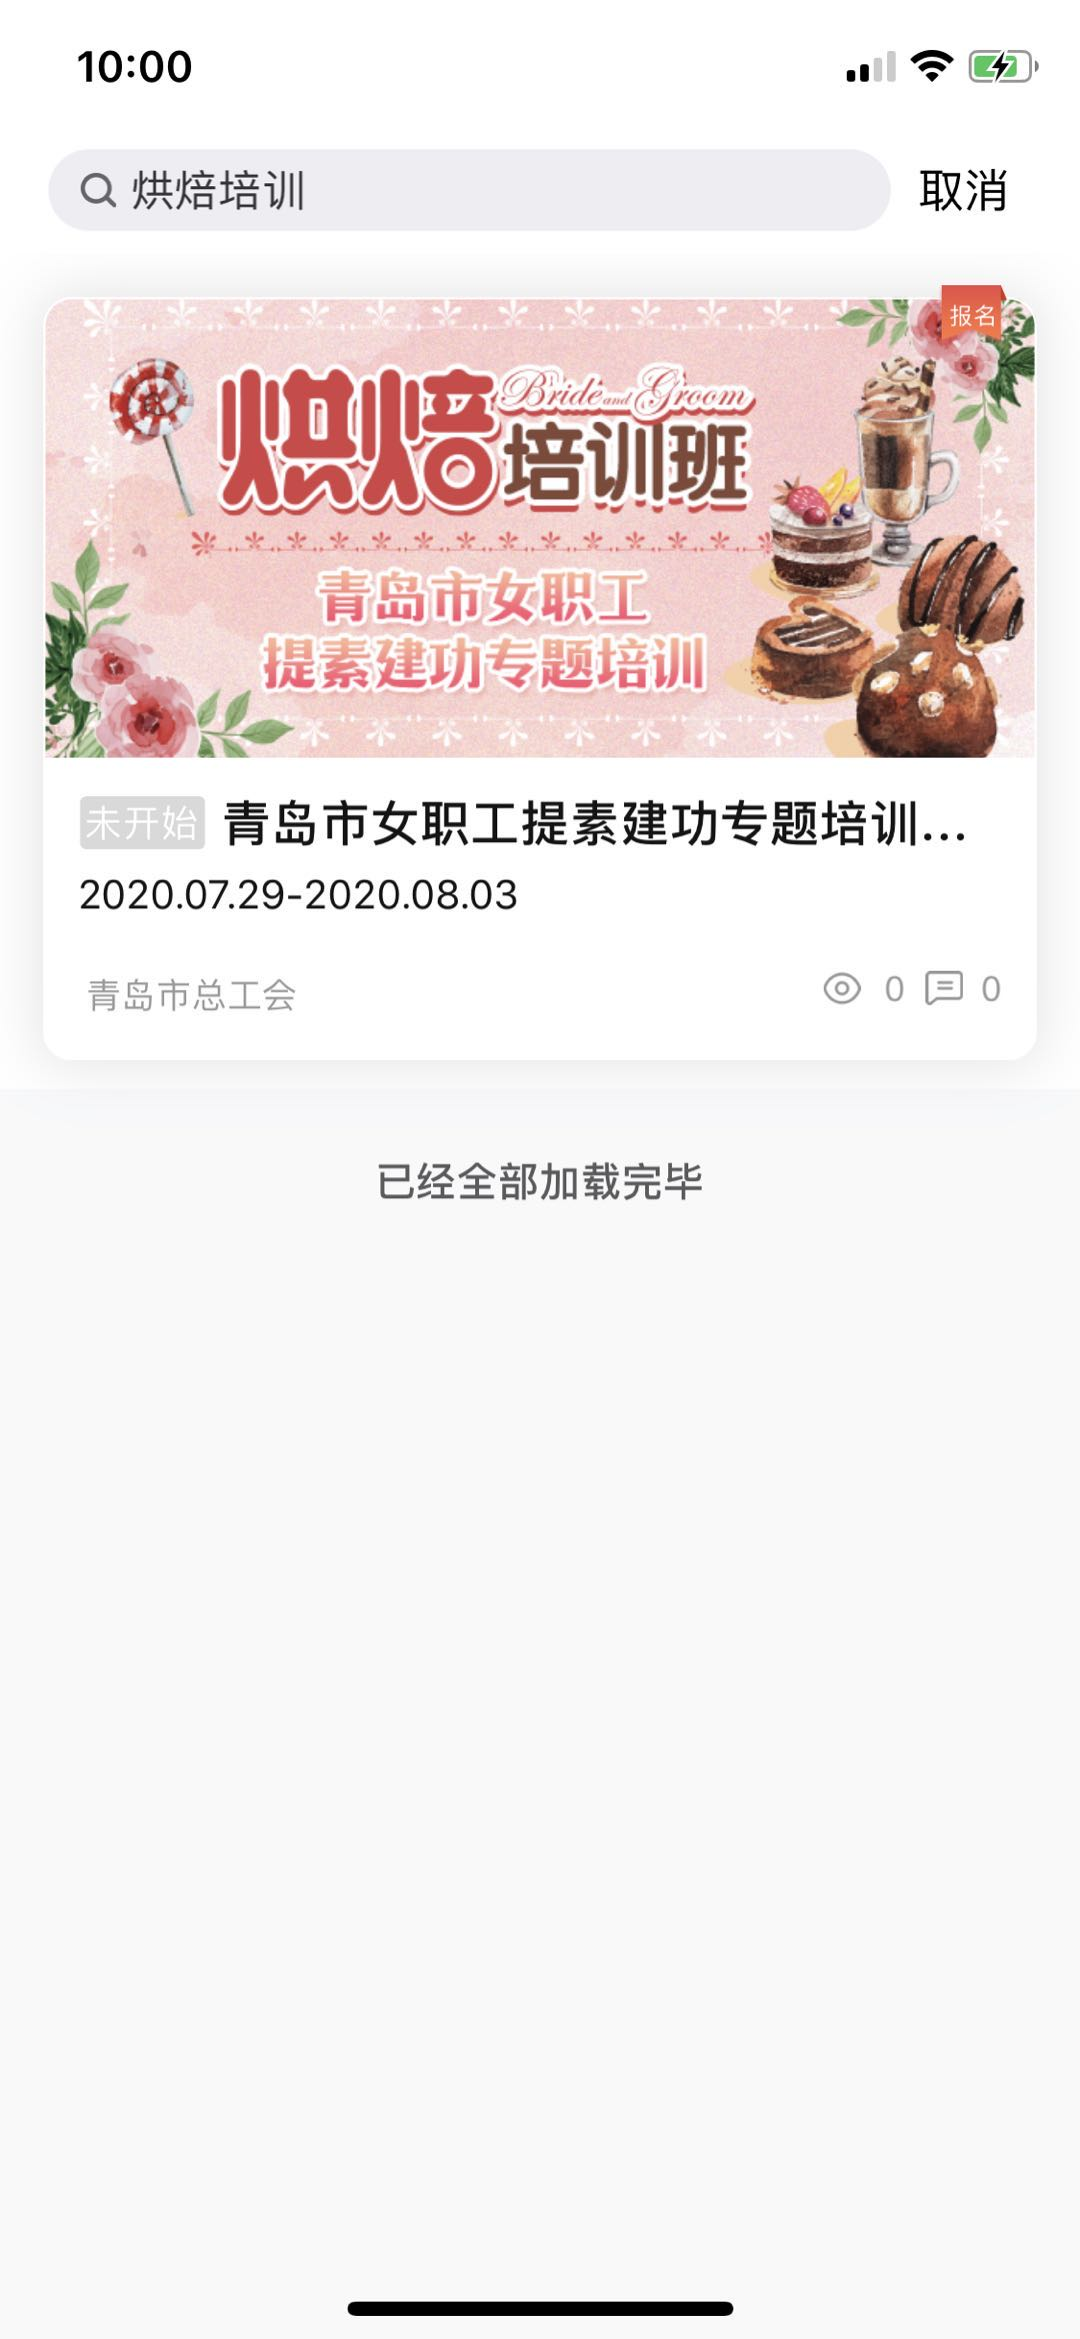 10:00
烘焙培训
取消
报名
烘焙
Bride and Groom
培训班
青岛市女职工
提素建功专题培训
未开始 青岛市女职工提素建功专题培训...
2020.07.29-2020.08.03
青岛市总工会
0 0
已经全部加载完毕